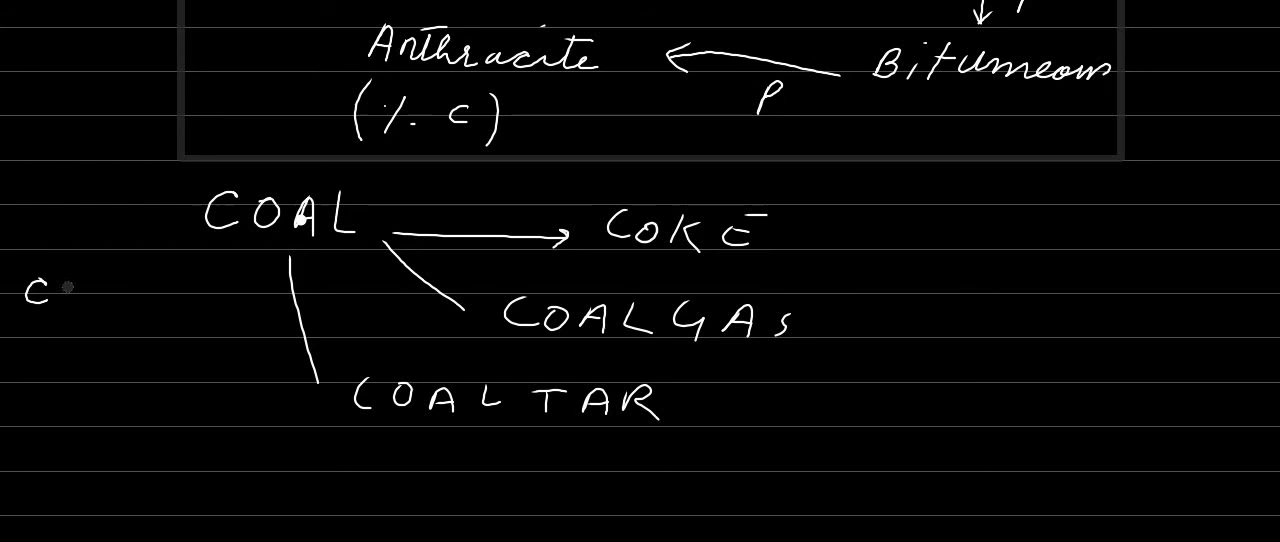 Anthracite Bitumeous
(%. C) P
COAL COKE
C COALGAS
COALTAR